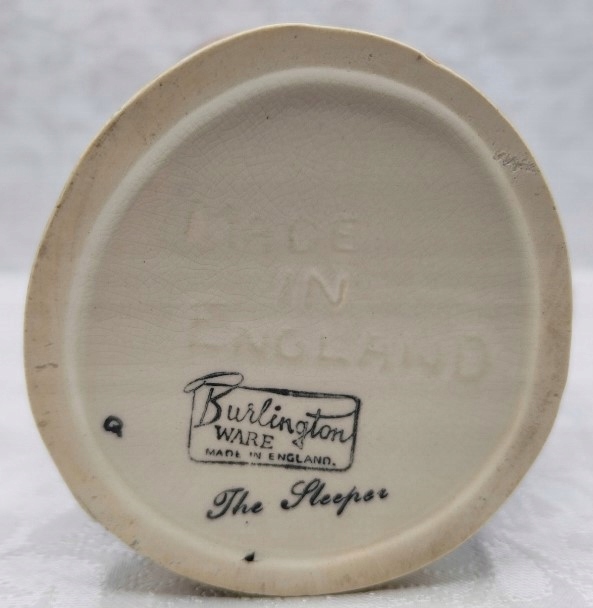 MADE
IN
ENGLAND
Burlington
WARE
MADE IN ENGLAND.
Q
The Sleeper